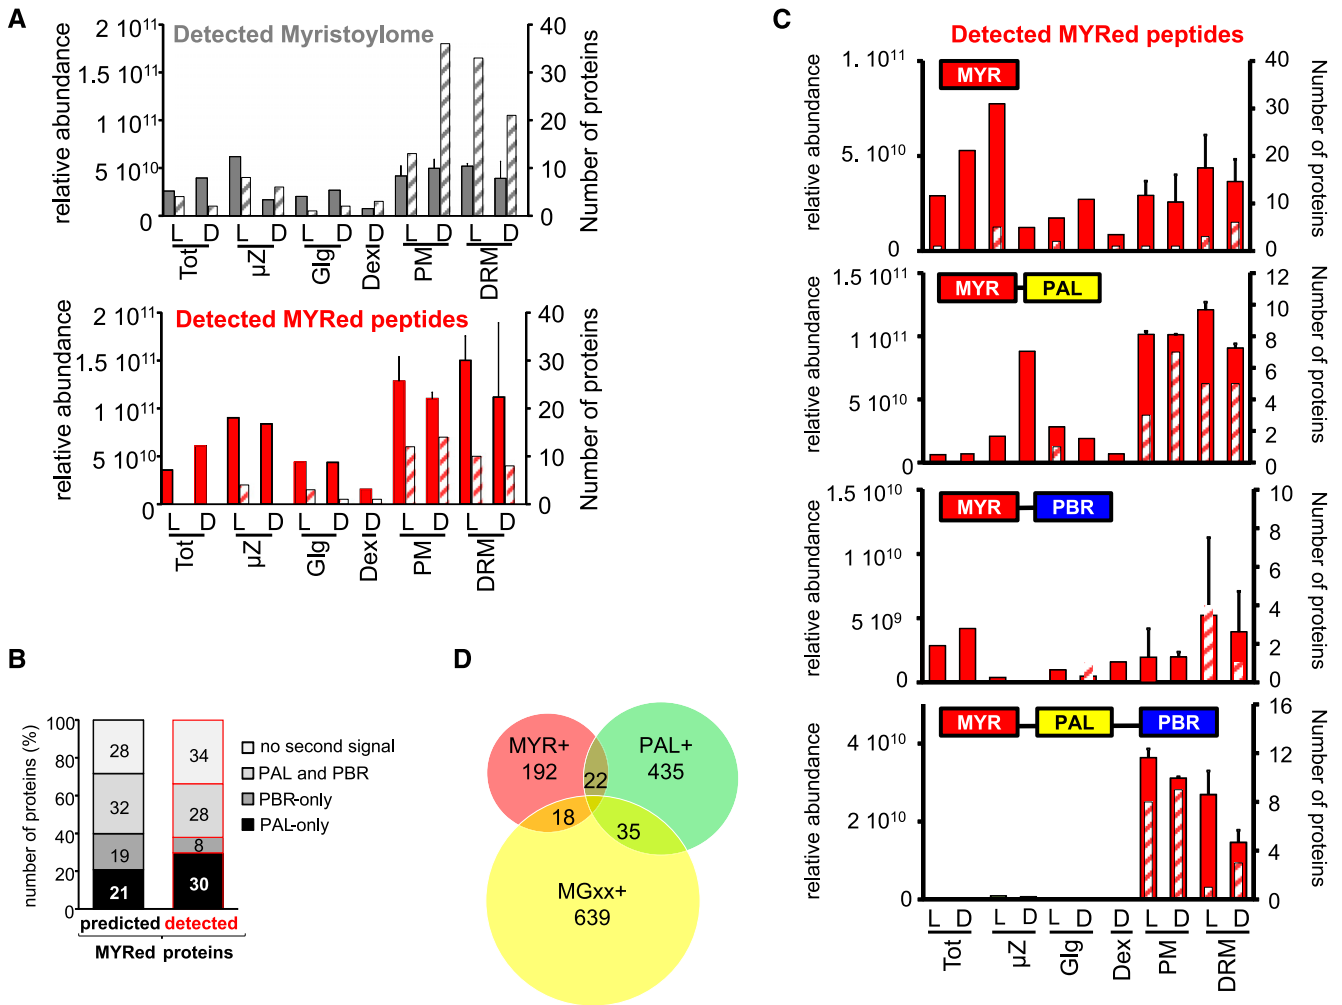 A
Detected Myristoylome
relative abundance
2 10¹¹
1.5 10¹¹
1 10¹¹
5 10¹⁰
0
40
30
20
10
0
Number of proteins
L D L D L D D L D L D
Tot µZ Glg Dex PM DRM
Detected MYRed peptides
relative abundance
2 10¹¹
1.5 10¹¹
1 10¹¹
5 10¹⁰
0
40
30
20
10
0
Number of proteins
L D L D L D D L D L D
Tot µZ Glg Dex PM DRM
B
number of proteins (%)
100
80
60
40
20
0
28
32
19
21
34
28
8
30
no second signal
PAL and PBR
PBR-only
PAL-only
predicted detected
MYRed proteins
C
Detected MYRed peptides
MYR
relative abundance
1. 10¹¹
5. 10¹⁰
0
40
30
20
10
0
Number of proteins
MYR PAL
relative abundance
1.5 10¹¹
1 10¹¹
5 10¹⁰
0
12
10
8
6
4
2
0
Number of proteins
MYR PBR
relative abundance
1.5 10¹⁰
1 10¹⁰
5 10⁹
0
10
8
6
4
2
0
Number of proteins
MYR PAL PBR
relative abundance
4 10¹⁰
2 10¹⁰
0
16
12
8
4
0
Number of proteins
L D L D L D D L D L D
Tot µZ Glg Dex PM DRM
D
MYR+
192
PAL+
435
22
18
35
MGxx+
639